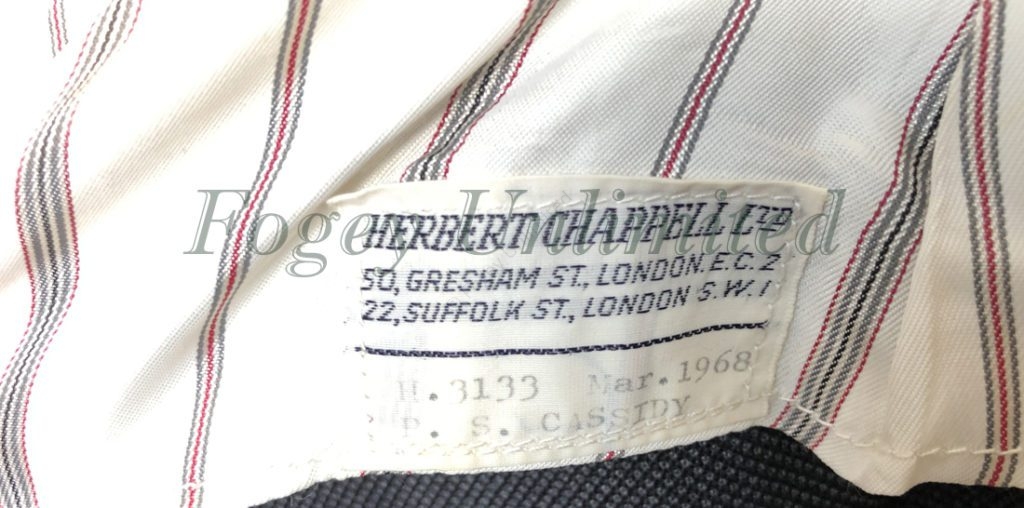 Fogey Unlimited
HERBERT CHAPPELL LTD
50, GRESHAM ST., LONDON. E.C. 2
22, SUFFOLK ST., LONDON S.W. 1
H. 3133 Mar. 1968
P. S. CASSIDY